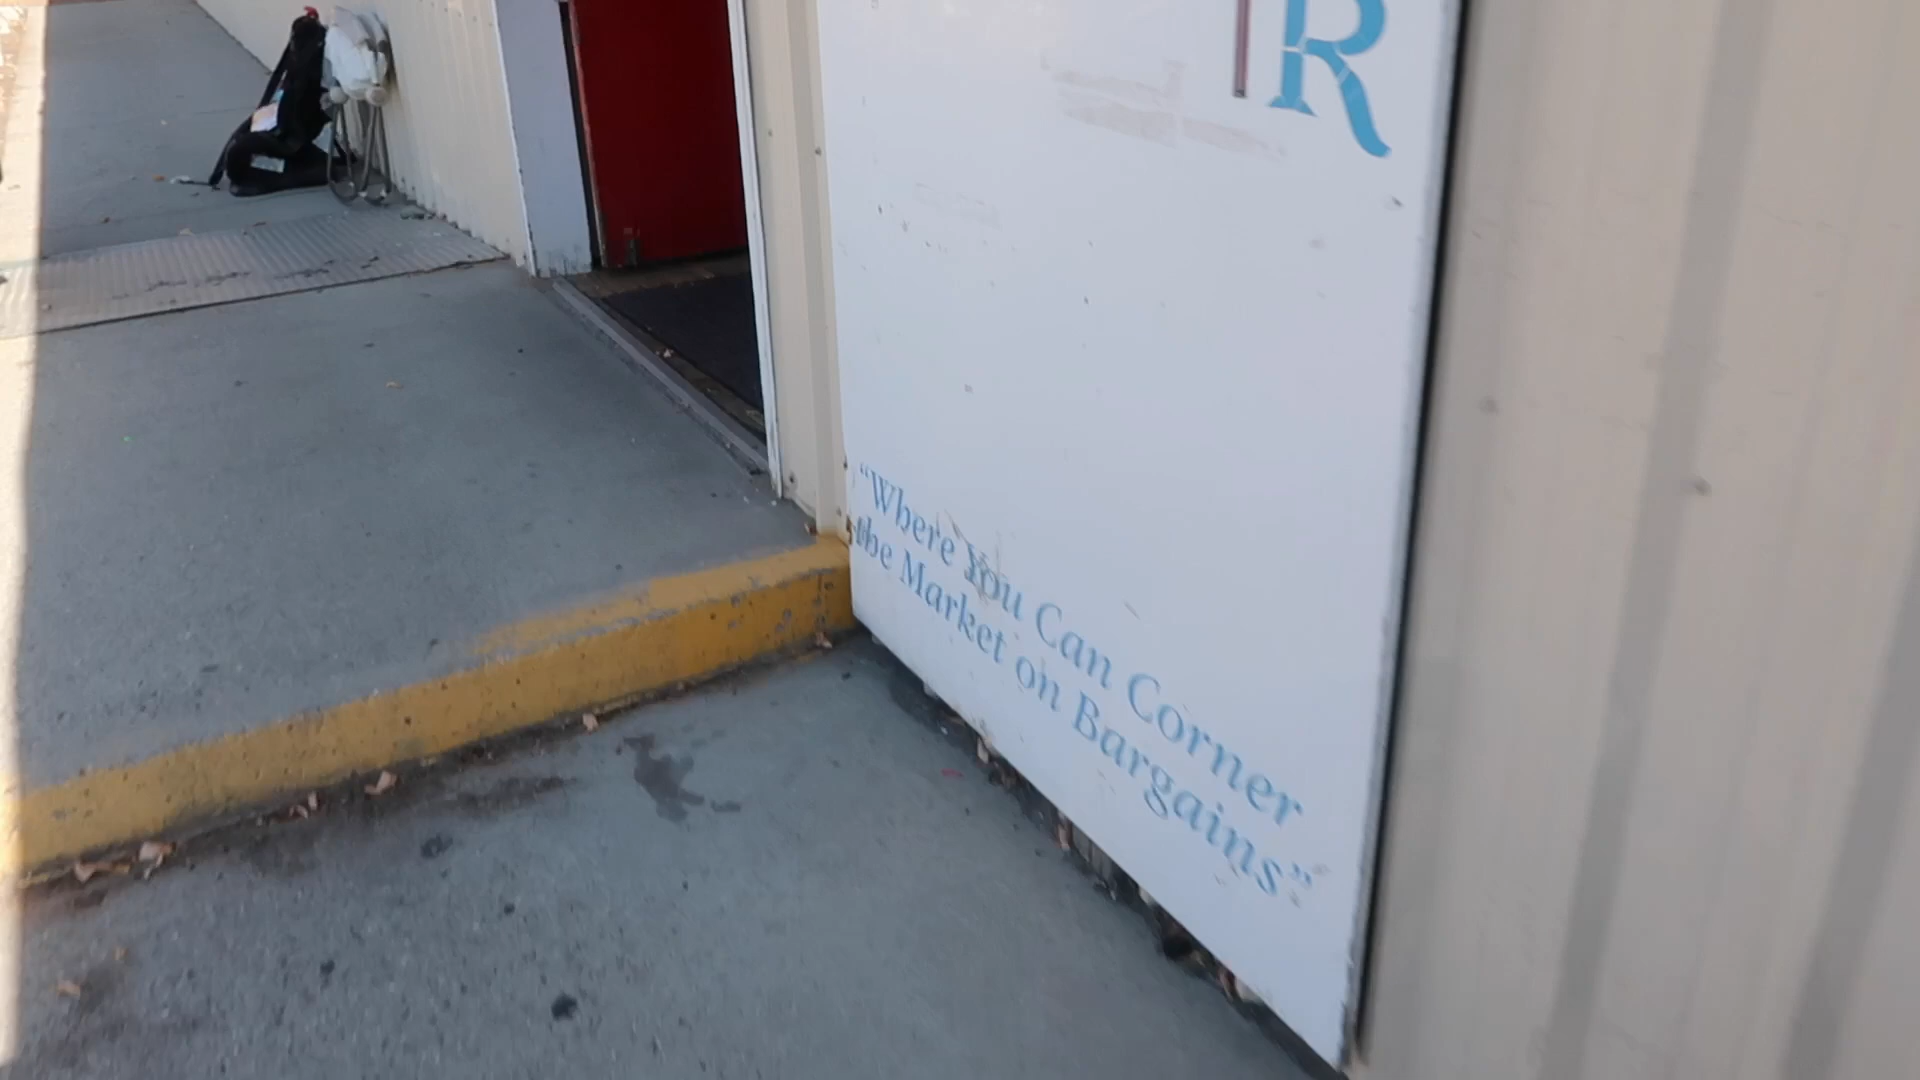 R
“Where You Can Corner
the Market on Bargains”